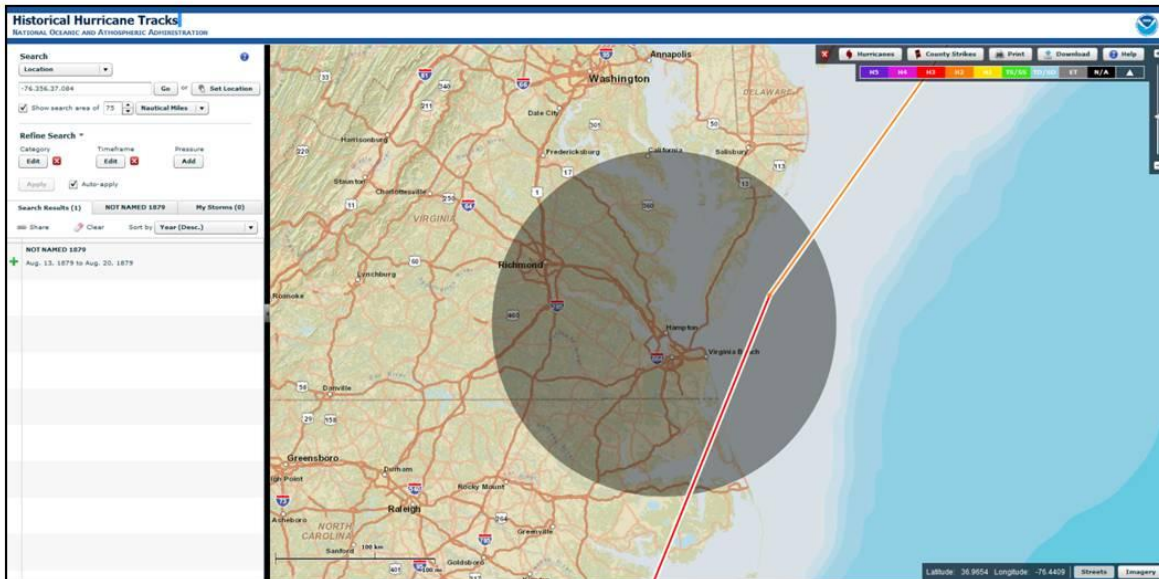 Historical Hurricane Tracks
NATIONAL OCEANIC AND ATMOSPHERIC ADMINISTRATION
Search
Location
-76.356,37.084
Go or Set Location
Show search area of 75 Nautical Miles
Refine Search
Category Timeframe Pressure
Edit Edit Add
Apply Auto-apply
Search Results (1) NOT NAMED 1879 My Storms (0)
Share Clear Sort by Year (Desc.)
NOT NAMED 1879
Aug. 13, 1879 to Aug. 20, 1879
Hurricanes County Strikes Print Download Help
H5 H4 H3 H2 H1 TS/SS TD/SD ET N/A
Annapolis
Washington
DELAWARE
Dale City
Harrisonburg
Fredericksburg
California
Salisbury
Staunton
Charlottesville
VIRGINIA
Richmond
Lynchburg
Roanoke
Hampton
Virginia Beach
Danville
Greensboro
High Point
Durham
Rocky Mount
Raleigh
Asheboro
Greenville
NORTH CAROLINA
Sanford
Goldsboro
100 km
Latitude: 36.9654 Longitude: -76.4409 Streets Imagery